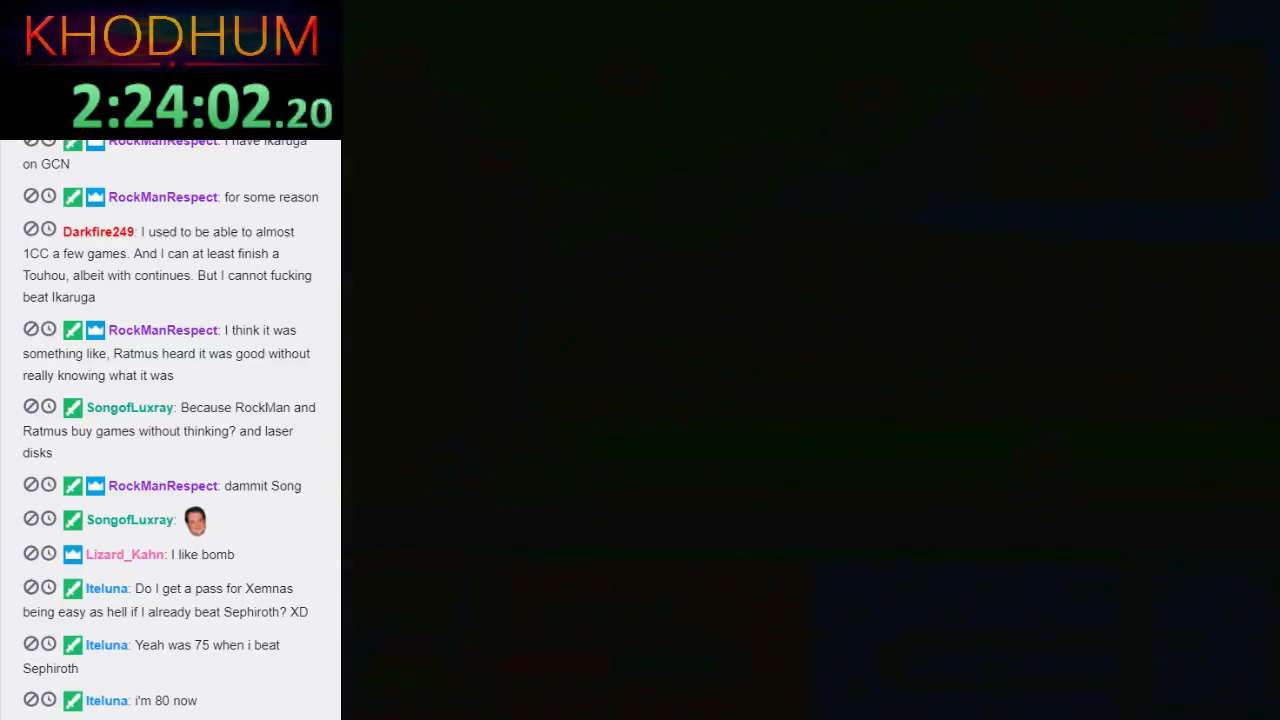 KHODHUM
2:24:02.20
RockManRespect: I have Ikaruga
on GCN
RockManRespect: for some reason
Darkfire249: I used to be able to almost
1CC a few games. And I can at least finish a
Touhou, albeit with continues. But I cannot fucking
beat Ikaruga
RockManRespect: I think it was
something like, Ratmus heard it was good without
really knowing what it was
SongofLuxray: Because RockMan and
Ratmus buy games without thinking? and laser
disks
RockManRespect: dammit Song
SongofLuxray:
Lizard_Kahn: I like bomb
Iteluna: Do I get a pass for Xemnas
being easy as hell if I already beat Sephiroth? XD
Iteluna: Yeah was 75 when i beat
Sephiroth
Iteluna: i'm 80 now